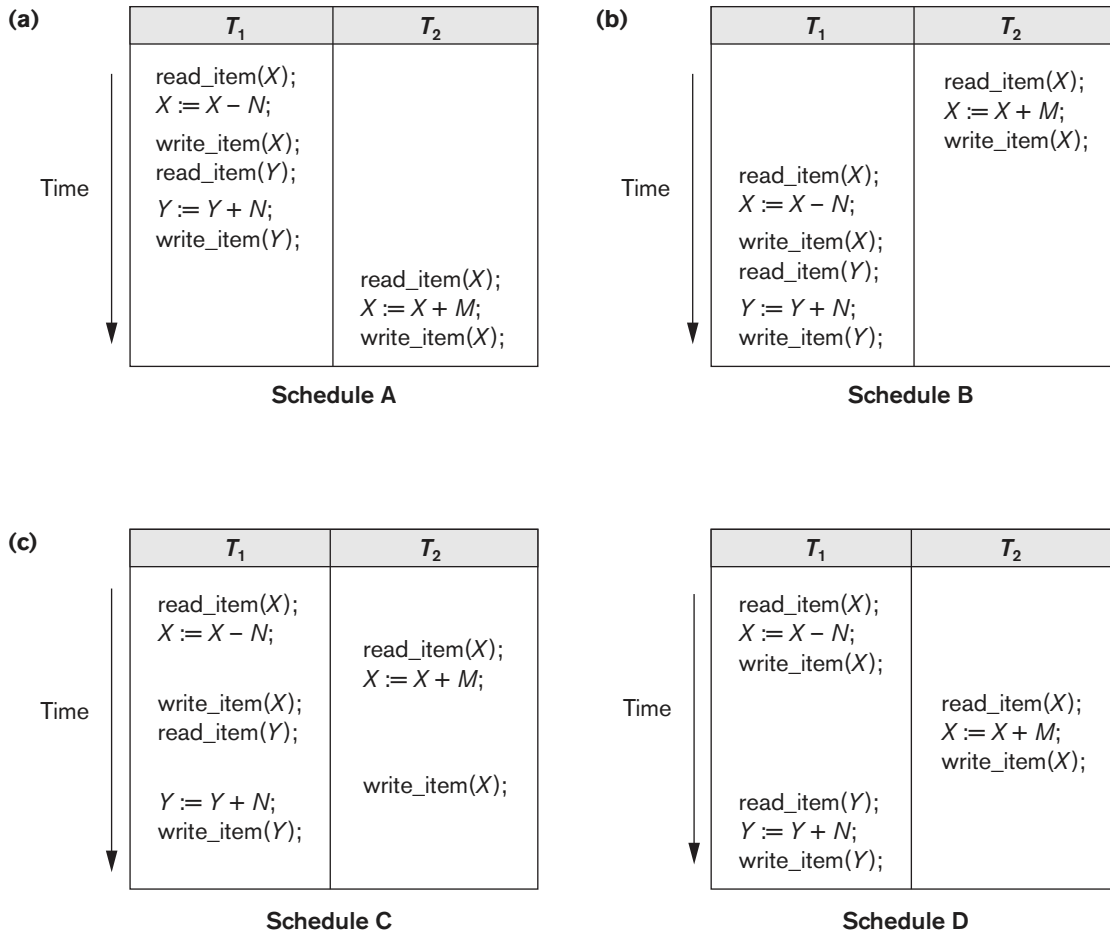 (a)
T1 T2
read_item(X);
X := X – N;
write_item(X);
read_item(Y);
Time
Y := Y + N;
write_item(Y);
read_item(X);
X := X + M;
write_item(X);
Schedule A
(b)
T1 T2
read_item(X);
X := X + M;
write_item(X);
Time
read_item(X);
X := X – N;
write_item(X);
read_item(Y);
Y := Y + N;
write_item(Y);
Schedule B
(c)
T1 T2
read_item(X);
X := X – N;
read_item(X);
X := X + M;
Time
write_item(X);
read_item(Y);
write_item(X);
Y := Y + N;
write_item(Y);
Schedule C
T1 T2
read_item(X);
X := X – N;
write_item(X);
Time
read_item(X);
X := X + M;
write_item(X);
read_item(Y);
Y := Y + N;
write_item(Y);
Schedule D